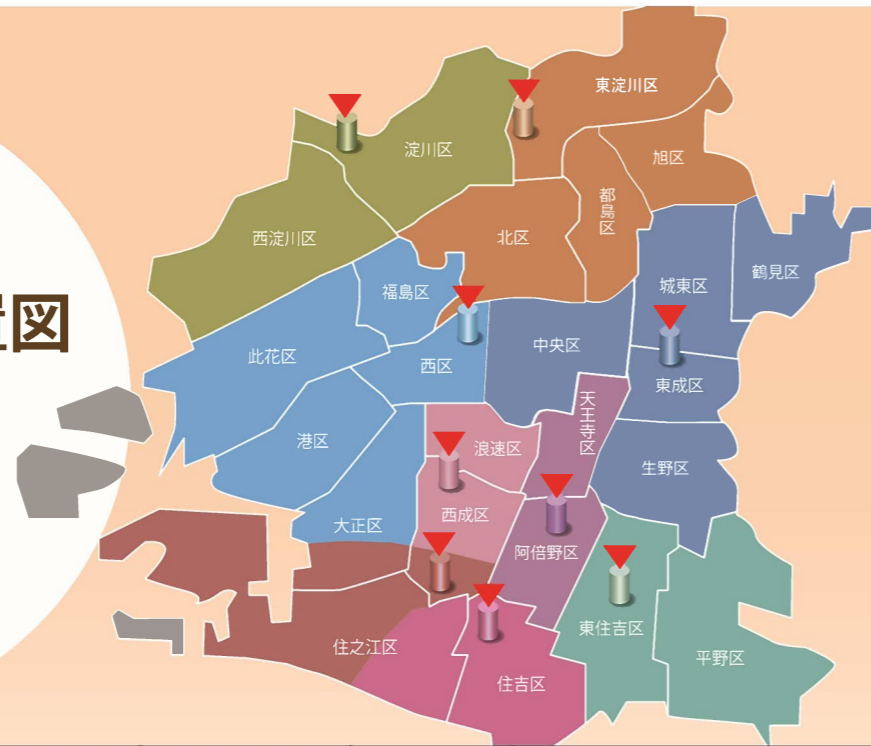 東淀川区
淀川区
旭区
都島区
西淀川区
北区
鶴見区
城東区
福島区
図
此花区
西区
中央区
東成区
天王寺区
港区
浪速区
生野区
西成区
大正区
阿倍野区
東住吉区
住之江区
平野区
住吉区